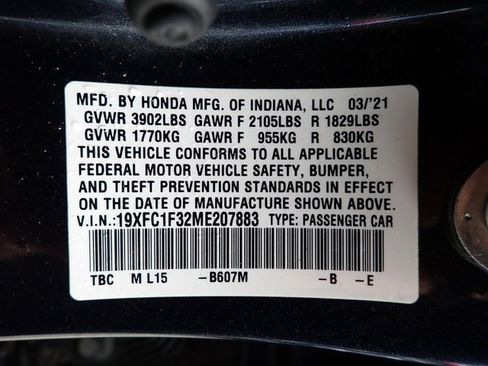 MFD. BY HONDA MFG. OF INDIANA, LLC 03/'21
GVWR 3902LBS GAWR F 2105LBS R 1829LBS
GVWR 1770KG GAWR F 955KG R 830KG
THIS VEHICLE CONFORMS TO ALL APPLICABLE
FEDERAL MOTOR VEHICLE SAFETY, BUMPER,
AND THEFT PREVENTION STANDARDS IN EFFECT
ON THE DATE OF MANUFACTURE SHOWN ABOVE.
V.I.N.:19XFC1F32ME207883 TYPE: PASSENGER CAR
TBC M L15 -B607M -B -E